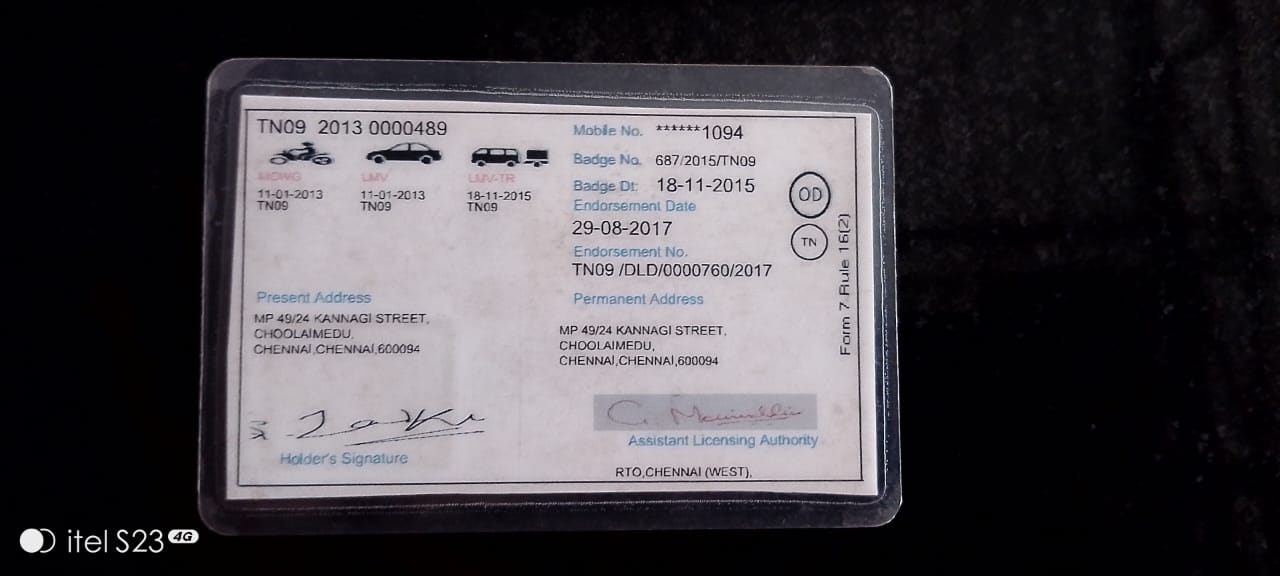 TN09 2013 0000489
MCWG LMV LMV-TR
11-01-2013 11-01-2013 18-11-2015
TN09 TN09 TN09
Mobile No. ******1094
Badge No. 687/2015/TN09
Badge Dt: 18-11-2015
Endorsement Date
29-08-2017
Endorsement No.
TN09 /DLD/0000760/2017
OD
TN
Form 7 Rule 16(2)
Present Address
MP 49/24 KANNAGI STREET,
CHOOLAIMEDU,
CHENNAI,CHENNAI,600094
Permanent Address
MP 49/24 KANNAGI STREET,
CHOOLAIMEDU,
CHENNAI,CHENNAI,600094
Holder's Signature
Assistant Licensing Authority
RTO,CHENNAI (WEST),
itel S23 4G